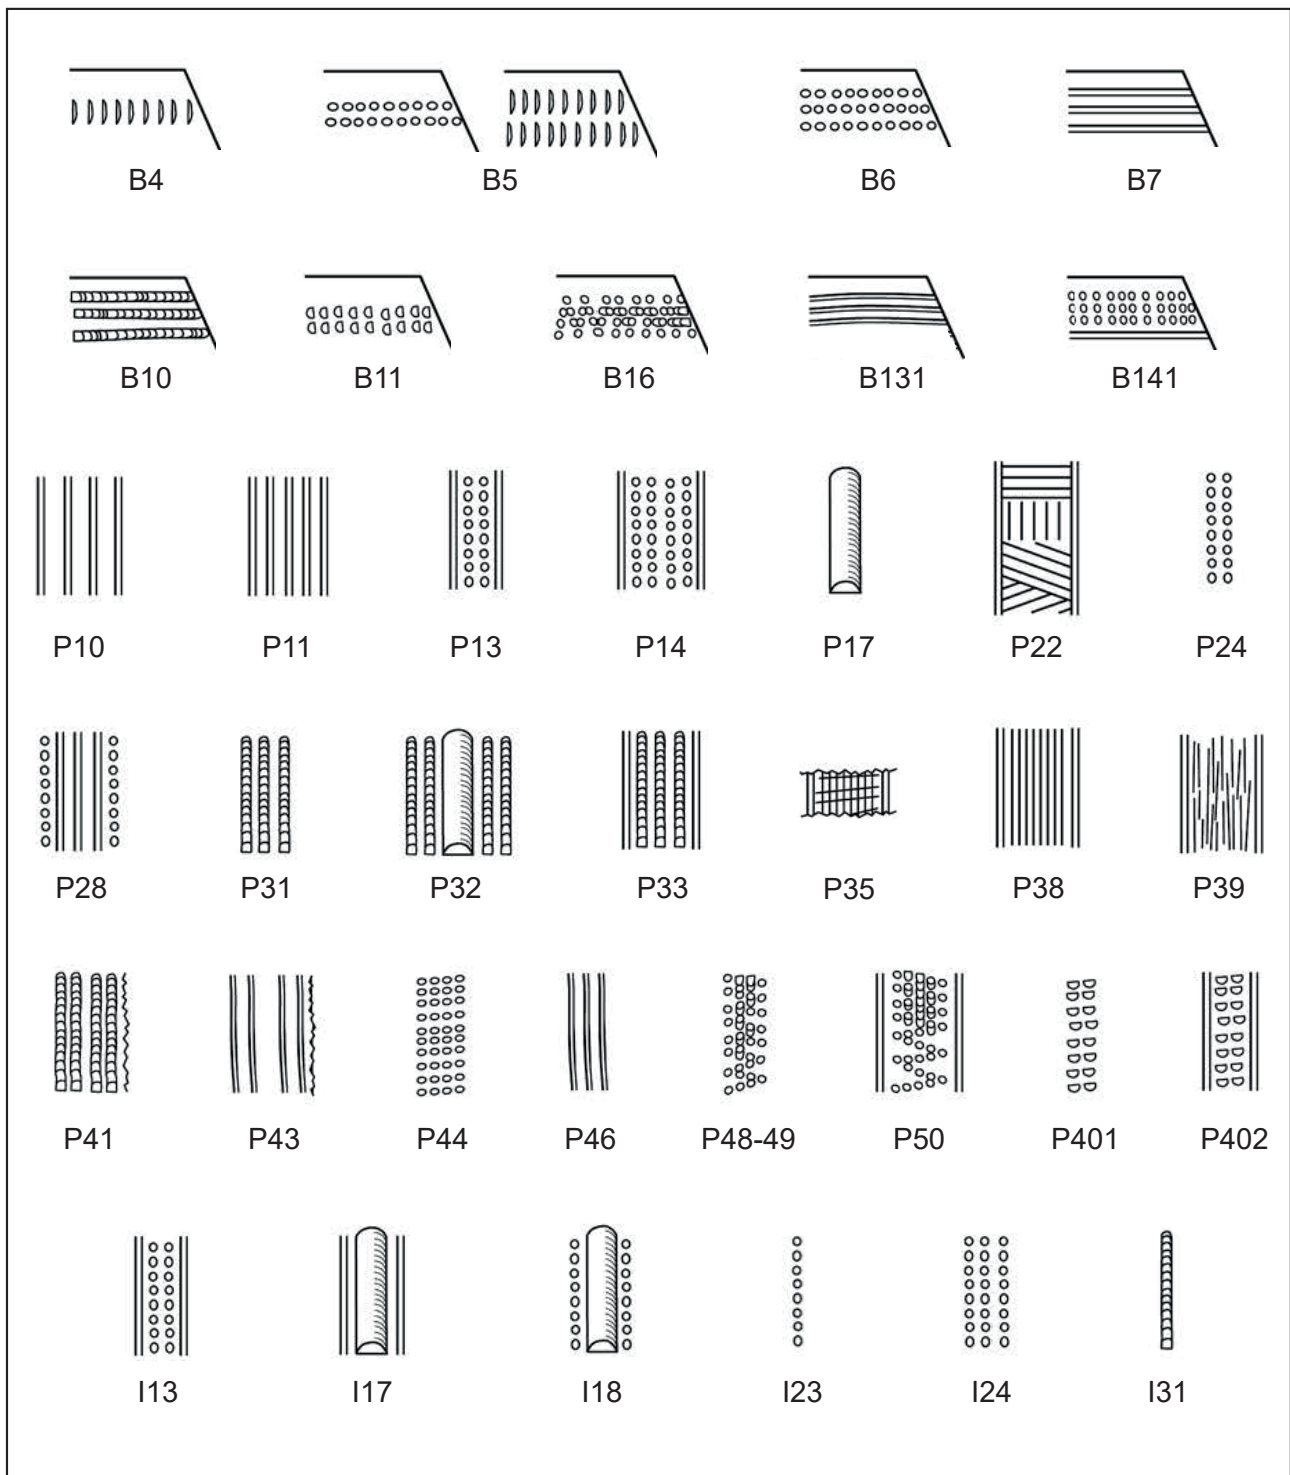 B4 B5 B6 B7
B10 B11 B16 B131 B141
P10 P11 P13 P14 P17 P22 P24
P28 P31 P32 P33 P35 P38 P39
P41 P43 P44 P46 P48-49 P50 P401 P402
I13 I17 I18 I23 I24 I31